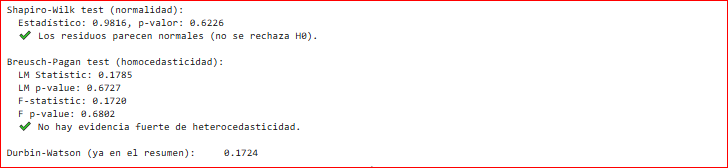 Shapiro-Wilk test (normalidad):
Estadístico: 0.9816, p-valor: 0.6226
✔ Los residuos parecen normales (no se rechaza H0).
Breusch-Pagan test (homocedasticidad):
LM Statistic: 0.1785
LM p-value: 0.6727
F-statistic: 0.1720
F p-value: 0.6802
✔ No hay evidencia fuerte de heterocedasticidad.
Durbin-Watson (ya en el resumen): 0.1724